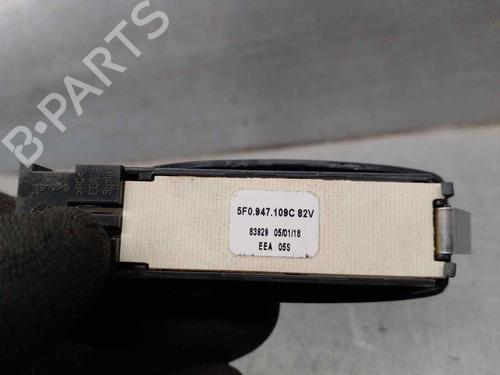 B-PARTS
5F0.947.109C 82V
83929 05/01/18
EEA 05S